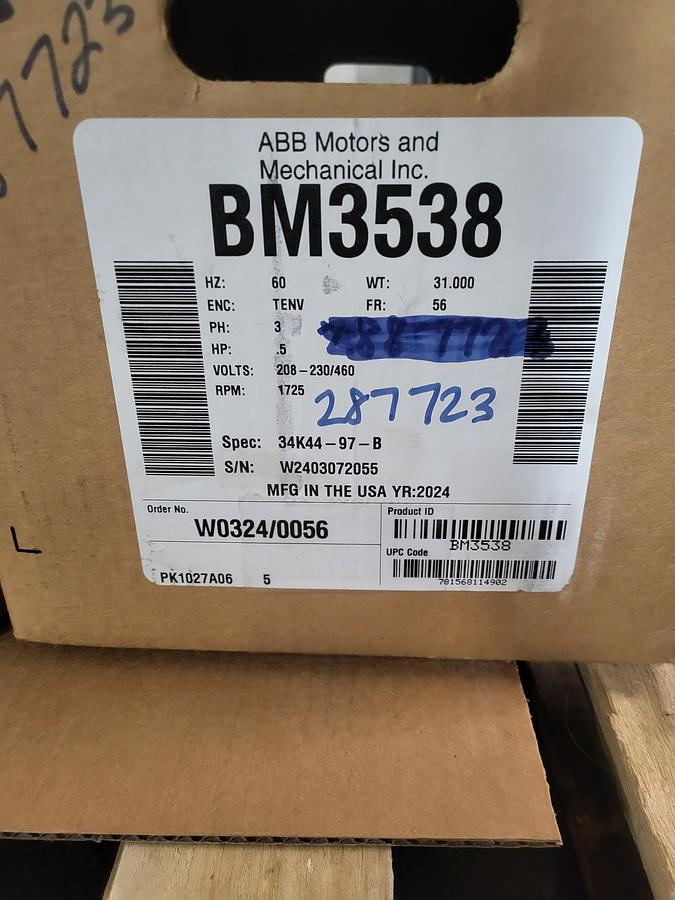 7723
ABB Motors and
Mechanical Inc.
BM3538
HZ: 60 WT: 31.000
ENC: TENV FR: 56
PH: 3
HP: .5
VOLTS: 208-230/460
RPM: 1725
287723
Spec: 34K44-97-B
S/N: W2403072055
MFG IN THE USA YR:2024
Order No.
W0324/0056
Product ID
BM3538
UPC Code
781568114902
PK1027A06 5